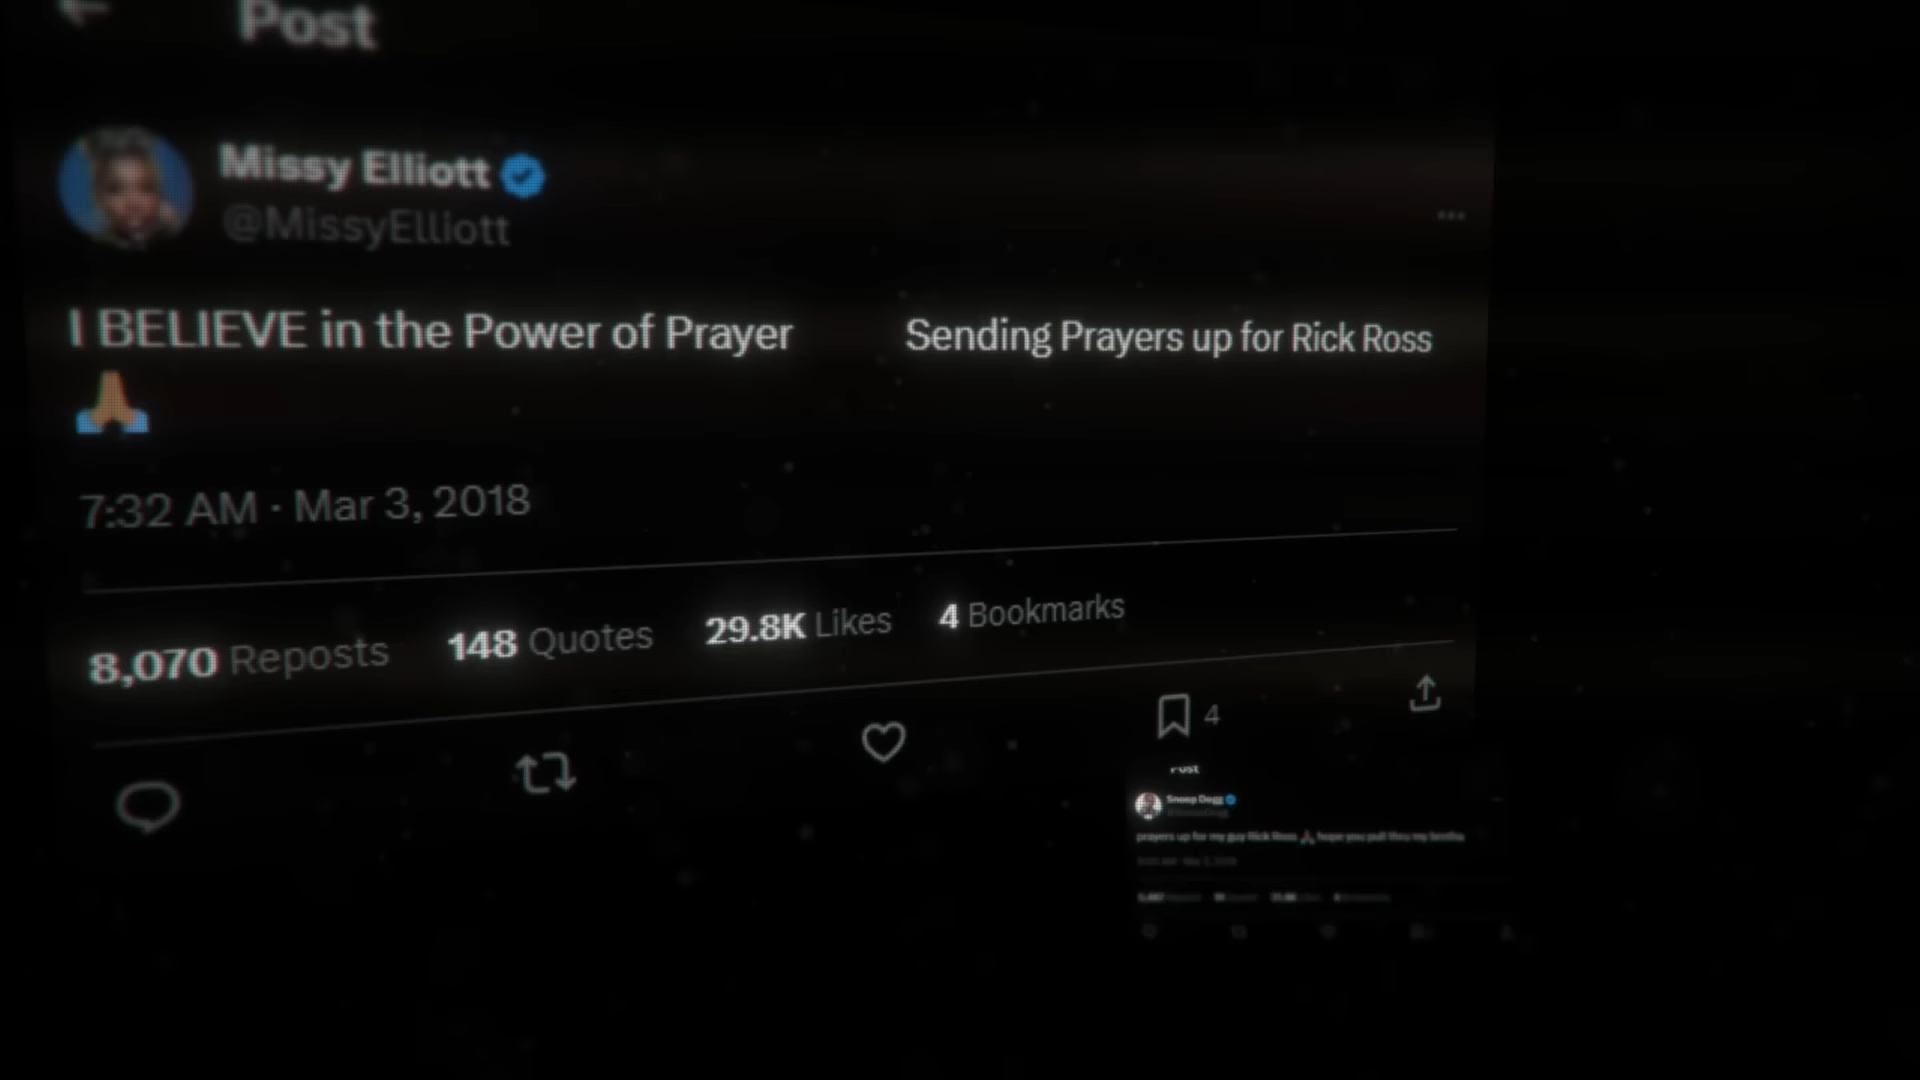 Post
Missy Elliott
@MissyElliott
I BELIEVE in the Power of Prayer Sending Prayers up for Rick Ross
🙏🏽
7:32 AM · Mar 3, 2018
8,070 Reposts 148 Quotes 29.8K Likes 4 Bookmarks
4
Post
Snoop Dogg
prayers up for my guy Rick Ross 🙏🏾 hope you pull thru my